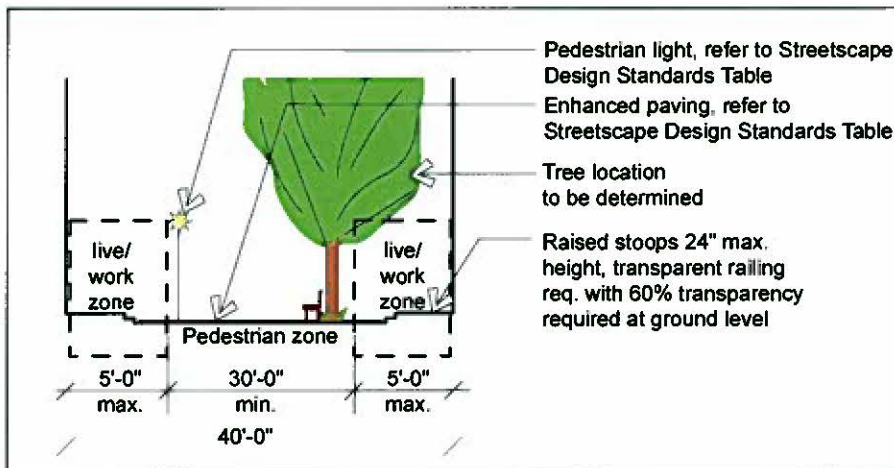 Pedestrian light, refer to Streetscape
Design Standards Table
Enhanced paving, refer to
Streetscape Design Standards Table
Tree location
to be determined
Raised stoops 24" max.
height, transparent railing
req. with 60% transparency
required at ground level
live/
work
zone
live/
work
zone
Pedestrian zone
5'-0"
max.
30'-0"
min.
5'-0"
max.
40'-0"